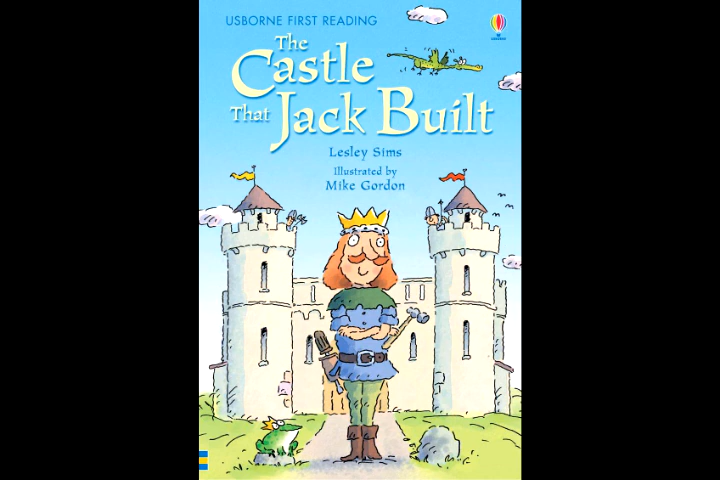 USBORNE FIRST READING
The
Castle
That Jack Built
Lesley Sims
Illustrated by
Mike Gordon